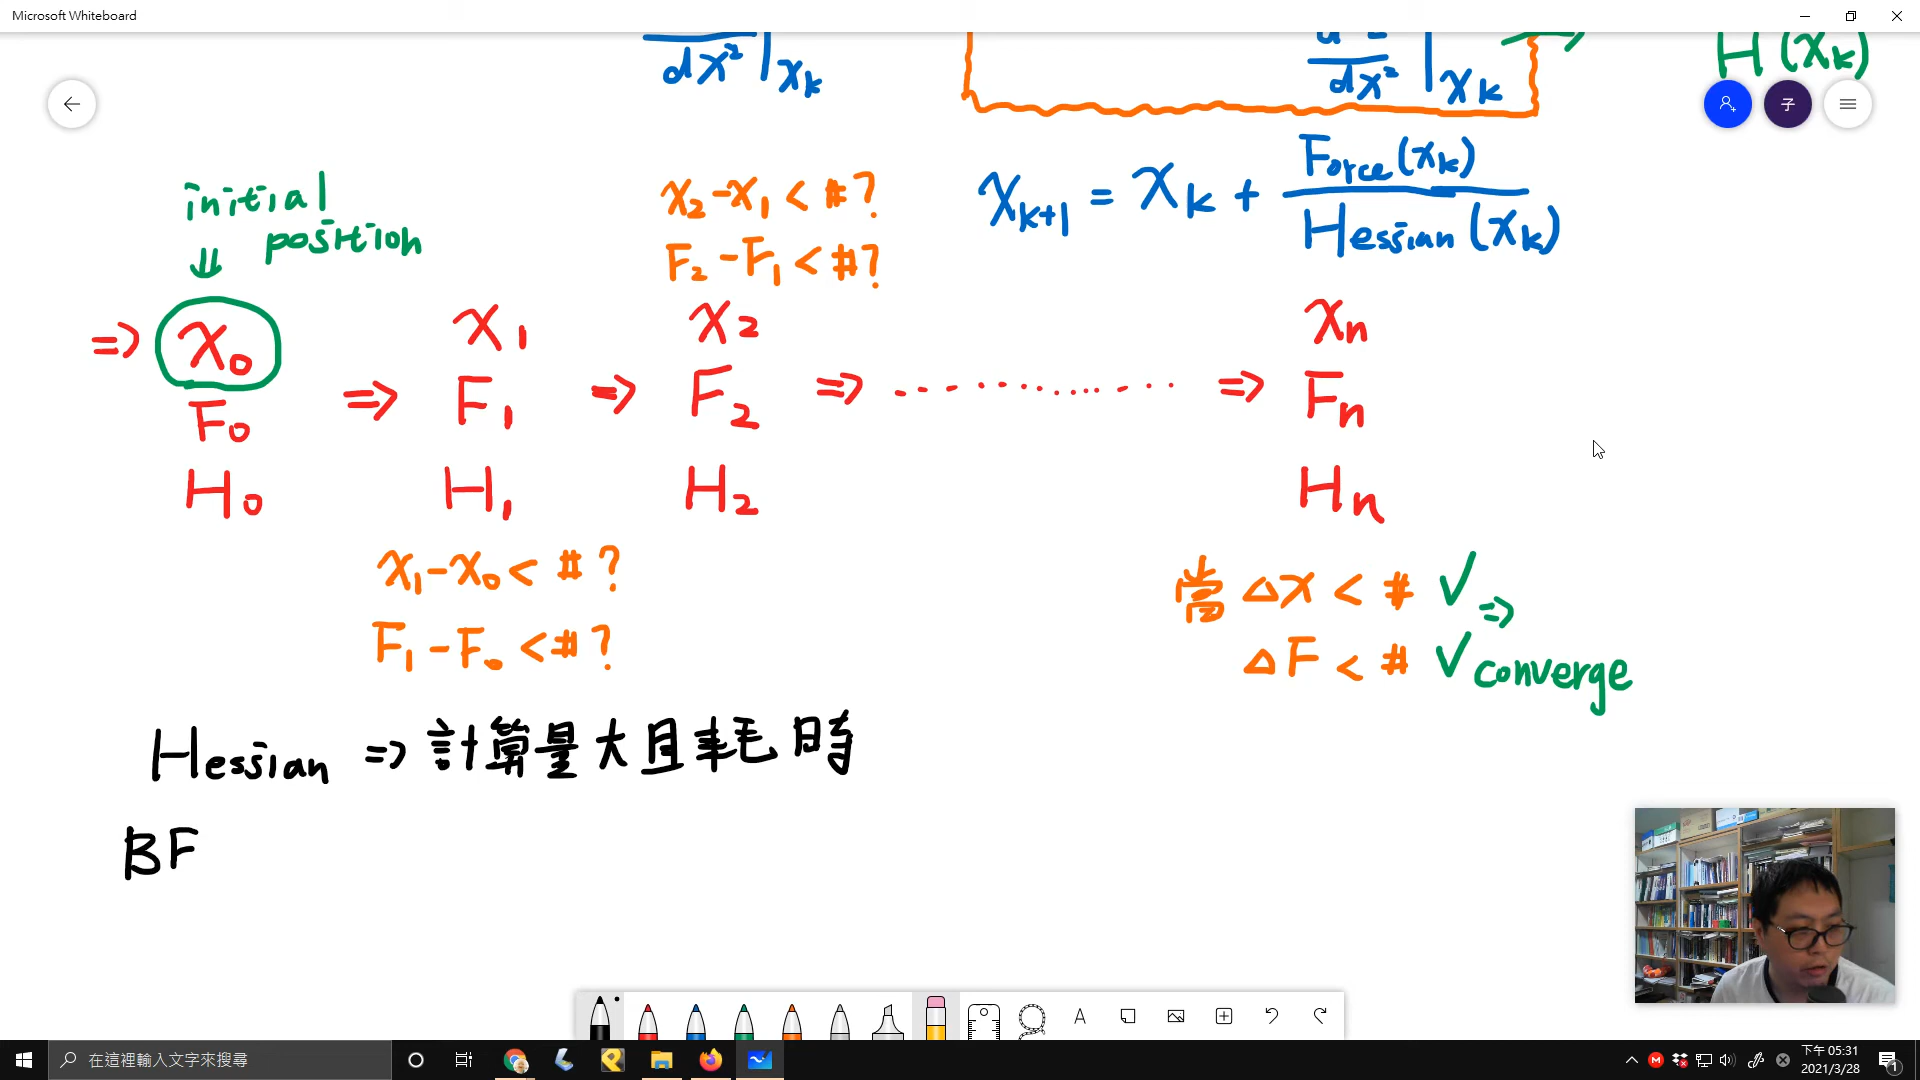 Microsoft Whiteboard
dx² | xk
dx² | xk
H(xk)
子
initial
position
⇓
x2-x1 < #?
F2-F1 < #?
xk+1 = xk + Force(xk) / Hessian(xk)
⇒ x0 x1 x2 xn
F0 ⇒ F1 ⇒ F2 ⇒ ................ ⇒ Fn
H0 H1 H2 Hn
x1-x0 < #?
F1-F0 < #?
當 △x < # ✓ ⇒
△F < # ✓ converge
Hessian ⇒ 計算量大且耗時
BF
在這裡輸入文字來搜尋
下午 05:31
2021/3/28
1